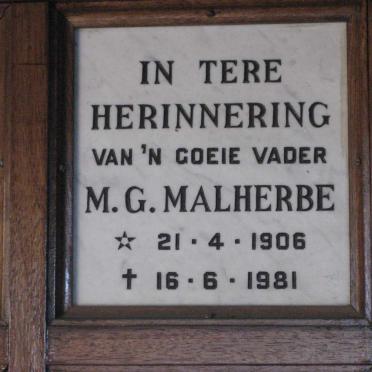 IN TERE
HERINNERING
VAN 'N GOEIE VADER
M. G. MALHERBE
☆ 21 · 4 · 1906
✝ 16 · 6 · 1981